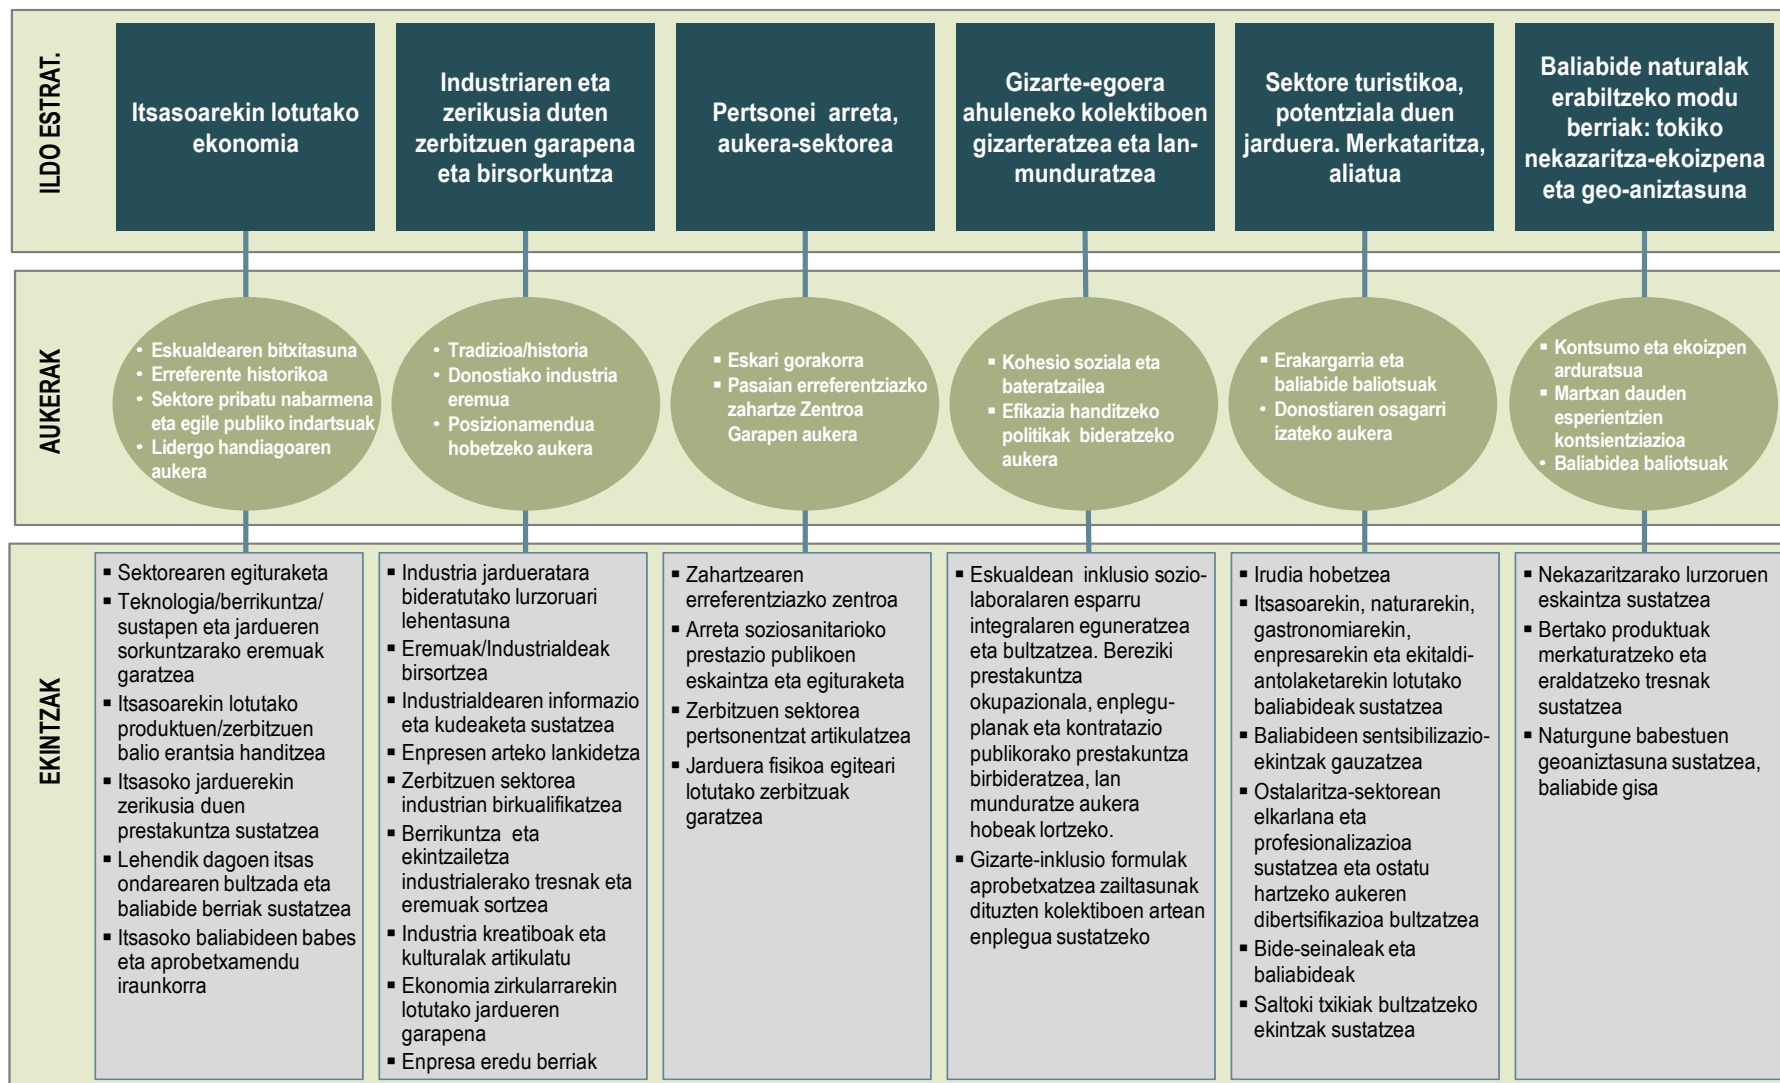 ILDO ESTRAT.
Itsasoarekin lotutako
ekonomia
Industriaren eta
zerikusia duten
zerbitzuen garapena
eta birsorkuntza
Pertsonei arreta,
aukera-sektorea
Gizarte-egoera
ahuleneko kolektiboen
gizarteratzea eta lan-
munduratzea
Sektore turistikoa,
potentziala duen
jarduera. Merkataritza,
aliatua
Baliabide naturalak
erabiltzeko modu
berriak: tokiko
nekazaritza-ekoizpena
eta geo-aniztasuna
AUKERAK
• Eskualdearen bitxitasuna
• Erreferente historikoa
• Sektore pribatu nabarmena
eta egile publiko indartsuak
• Lidergo handiagoaren
aukera
• Tradizioa/historia
• Donostiako industria
eremua
• Posizionamendua
hobetzeko aukera
▪ Eskari gorakorra
▪ Pasaian erreferentziazko
zahartze Zentroa
Garapen aukera
▪ Kohesio soziala eta
bateratzailea
▪ Efikazia handitzeko
politikak bideratzeko
aukera
▪ Erakargarria eta
baliabide baliotsuak
• Donostiaren osagarri
izateko aukera
▪ Kontsumo eta ekoizpen
arduratsua
▪ Martxan dauden
esperientzien
kontsientziazioa
• Baliabidea baliotsuak
EKINTZAK
▪ Sektorearen egituraketa
▪ Teknologia/berrikuntza/
sustapen eta jardueren
sorkuntzarako eremuak
garatzea
▪ Itsasoarekin lotutako
produktuen/zerbitzuen
balio erantsia handitzea
▪ Itsasoko jarduerekin
zerikusia duen
prestakuntza sustatzea
▪ Lehendik dagoen itsas
ondarearen bultzada eta
baliabide berriak sustatzea
▪ Itsasoko baliabideen babes
eta aprobetxamendu
iraunkorra
▪ Industria jardueratara
bideratutako lurzoruari
lehentasuna
▪ Eremuak/Industrialdeak
birsortzea
▪ Industrialdearen informazio
eta kudeaketa sustatzea
▪ Enpresen arteko lankidetza
▪ Zerbitzuen sektorea
industrian birkualifikatzea
▪ Berrikuntza eta
ekintzailetza
industrialerako tresnak eta
eremuak sortzea
▪ Industria kreatiboak eta
kulturalak artikulatu
▪ Ekonomia zirkularrarekin
lotutako jardueren
garapena
▪ Enpresa eredu berriak
▪ Zahartzearen
erreferentziazko zentroa
▪ Arreta soziosanitarioko
prestazio publikoen
eskaintza eta egituraketa
▪ Zerbitzuen sektorea
pertsonentzat artikulatzea
▪ Jarduera fisikoa egiteari
lotutako zerbitzuak
garatzea
▪ Eskualdean inklusio sozio-
laboralaren esparru
integralaren eguneratzea
eta bultzatzea. Bereziki
prestakuntza
okupazionala, enplegu-
planak eta kontratazio
publikorako prestakuntza
birbideratzea, lan
munduratze aukera
hobeak lortzeko.
▪ Gizarte-inklusio formulak
aprobetxatzea zailtasunak
dituzten kolektiboen artean
enplegua sustatzeko
▪ Irudia hobetzea
▪ Itsasoarekin, naturarekin,
gastronomiarekin,
enpresarekin eta ekitaldi-
antolaketarekin lotutako
baliabideak sustatzea
▪ Baliabideen sentsibilizazio-
ekintzak gauzatzea
▪ Ostalaritza-sektorean
elkarlana eta
profesionalizazioa
sustatzea eta ostatu
hartzeko aukeren
dibertsifikazioa bultzatzea
▪ Bide-seinaleak eta
baliabideak
▪ Saltoki txikiak bultzatzeko
ekintzak sustatzea
▪ Nekazaritzarako lurzoruen
eskaintza sustatzea
▪ Bertako produktuak
merkaturatzeko eta
eraldatzeko tresnak
sustatzea
▪ Naturgune babestuen
geoaniztasuna sustatzea,
baliabide gisa